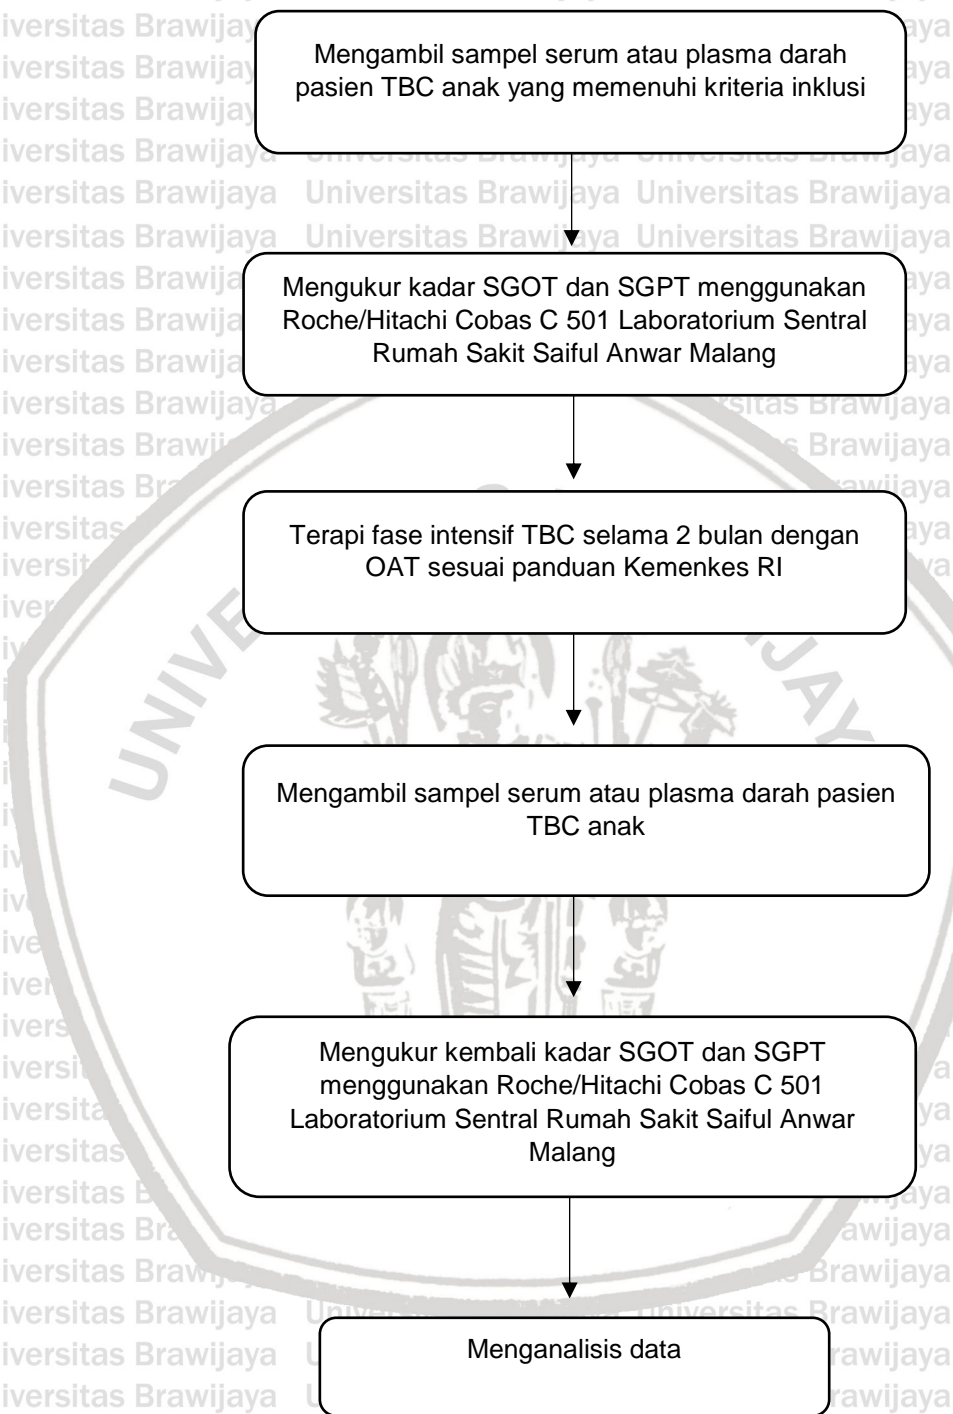 Mengambil sampel serum atau plasma darah
pasien TBC anak yang memenuhi kriteria inklusi
Mengukur kadar SGOT dan SGPT menggunakan
Roche/Hitachi Cobas C 501 Laboratorium Sentral
Rumah Sakit Saiful Anwar Malang
Terapi fase intensif TBC selama 2 bulan dengan
OAT sesuai panduan Kemenkes RI
Mengambil sampel serum atau plasma darah pasien
TBC anak
Mengukur kembali kadar SGOT dan SGPT
menggunakan Roche/Hitachi Cobas C 501
Laboratorium Sentral Rumah Sakit Saiful Anwar
Malang
Menganalisis data